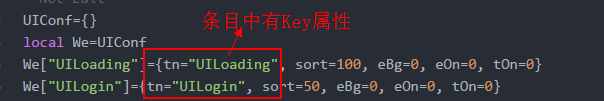 条目中有Key属性
UIConf={}
local We=UIConf
We["UILoading"]={tn="UILoading", sort=100, eBg=0, eOn=0, tOn=0}
We["UILogin"]={tn="UILogin", sort=50, eBg=0, eOn=0, tOn=0}